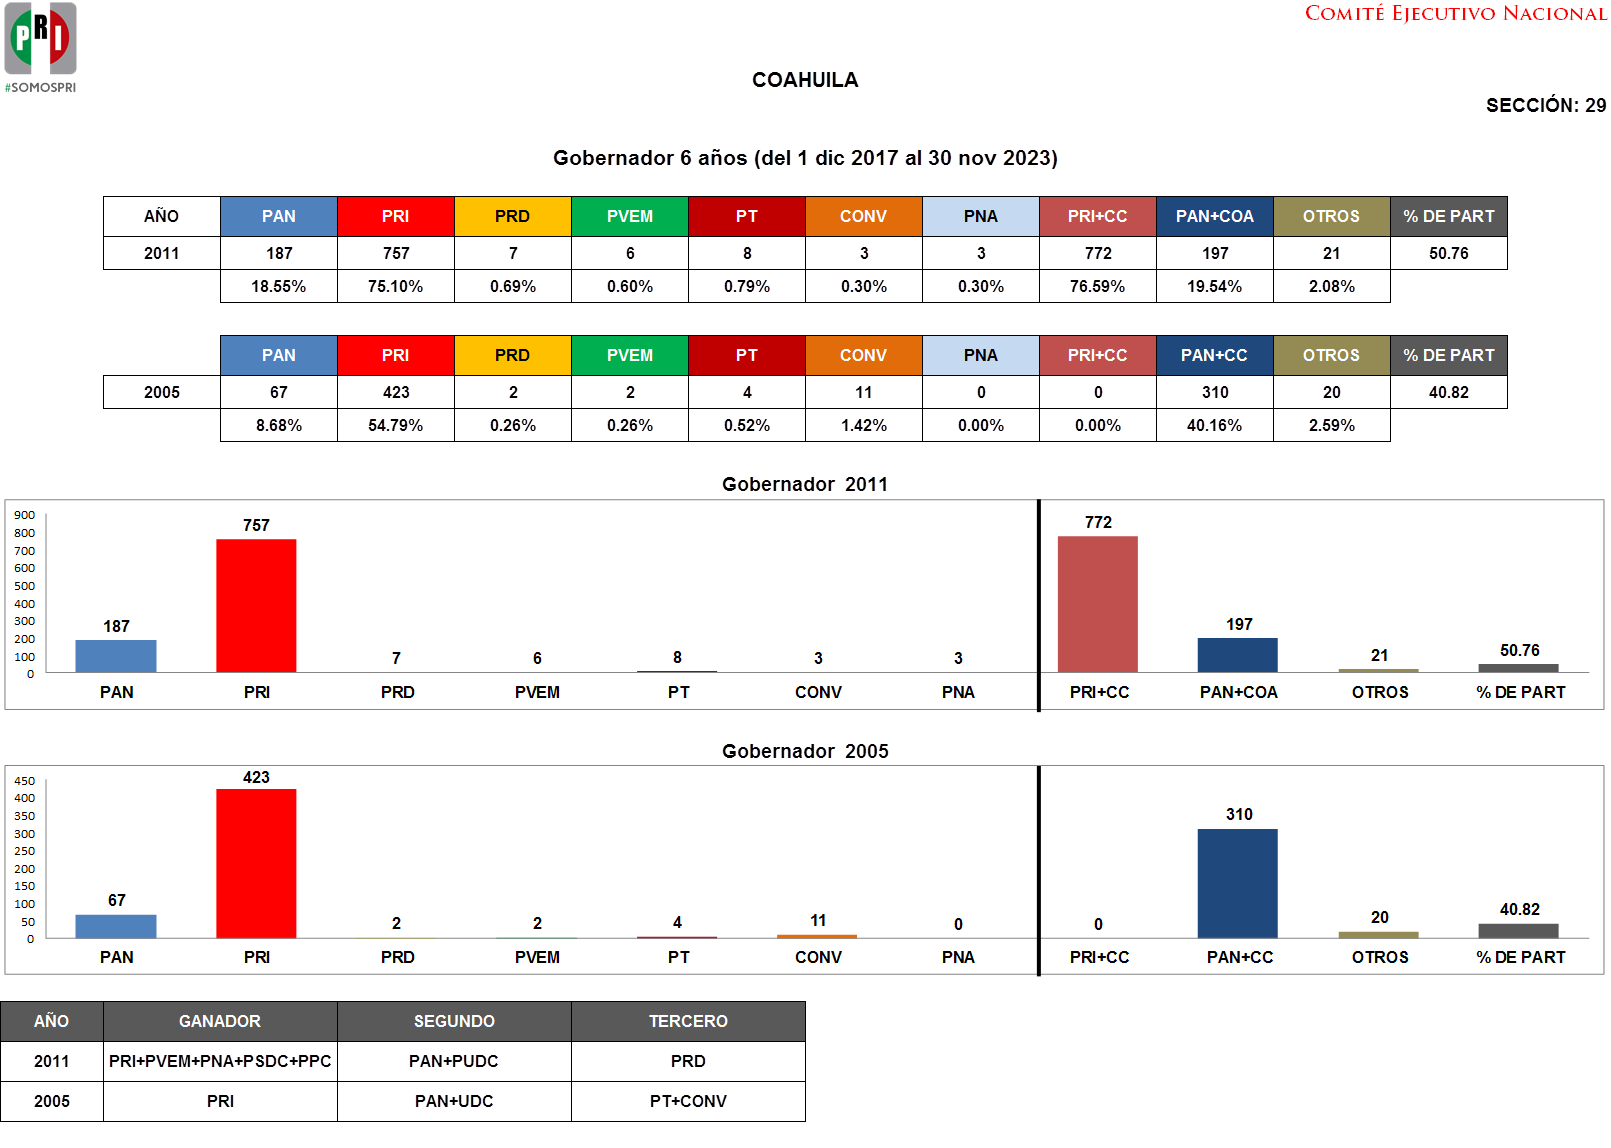 PRI
#SOMOSPRI
COMITÉ EJECUTIVO NACIONAL
COAHUILA
SECCIÓN: 29
Gobernador 6 años (del 1 dic 2017 al 30 nov 2023)
AÑO PAN PRI PRD PVEM PT CONV PNA PRI+CC PAN+COA OTROS % DE PART
2011 187 757 7 6 8 3 3 772 197 21 50.76
18.55% 75.10% 0.69% 0.60% 0.79% 0.30% 0.30% 76.59% 19.54% 2.08%
PAN PRI PRD PVEM PT CONV PNA PRI+CC PAN+CC OTROS % DE PART
2005 67 423 2 2 4 11 0 0 310 20 40.82
8.68% 54.79% 0.26% 0.26% 0.52% 1.42% 0.00% 0.00% 40.16% 2.59%
Gobernador 2011
900
800
700
600
500
400
300
200
100
0
187 757 7 6 8 3 3 772 197 21 50.76
PAN PRI PRD PVEM PT CONV PNA PRI+CC PAN+COA OTROS % DE PART
Gobernador 2005
450
400
350
300
250
200
150
100
50
0
67 423 2 2 4 11 0 0 310 20 40.82
PAN PRI PRD PVEM PT CONV PNA PRI+CC PAN+CC OTROS % DE PART
AÑO GANADOR SEGUNDO TERCERO
2011 PRI+PVEM+PNA+PSDC+PPC PAN+PUDC PRD
2005 PRI PAN+UDC PT+CONV